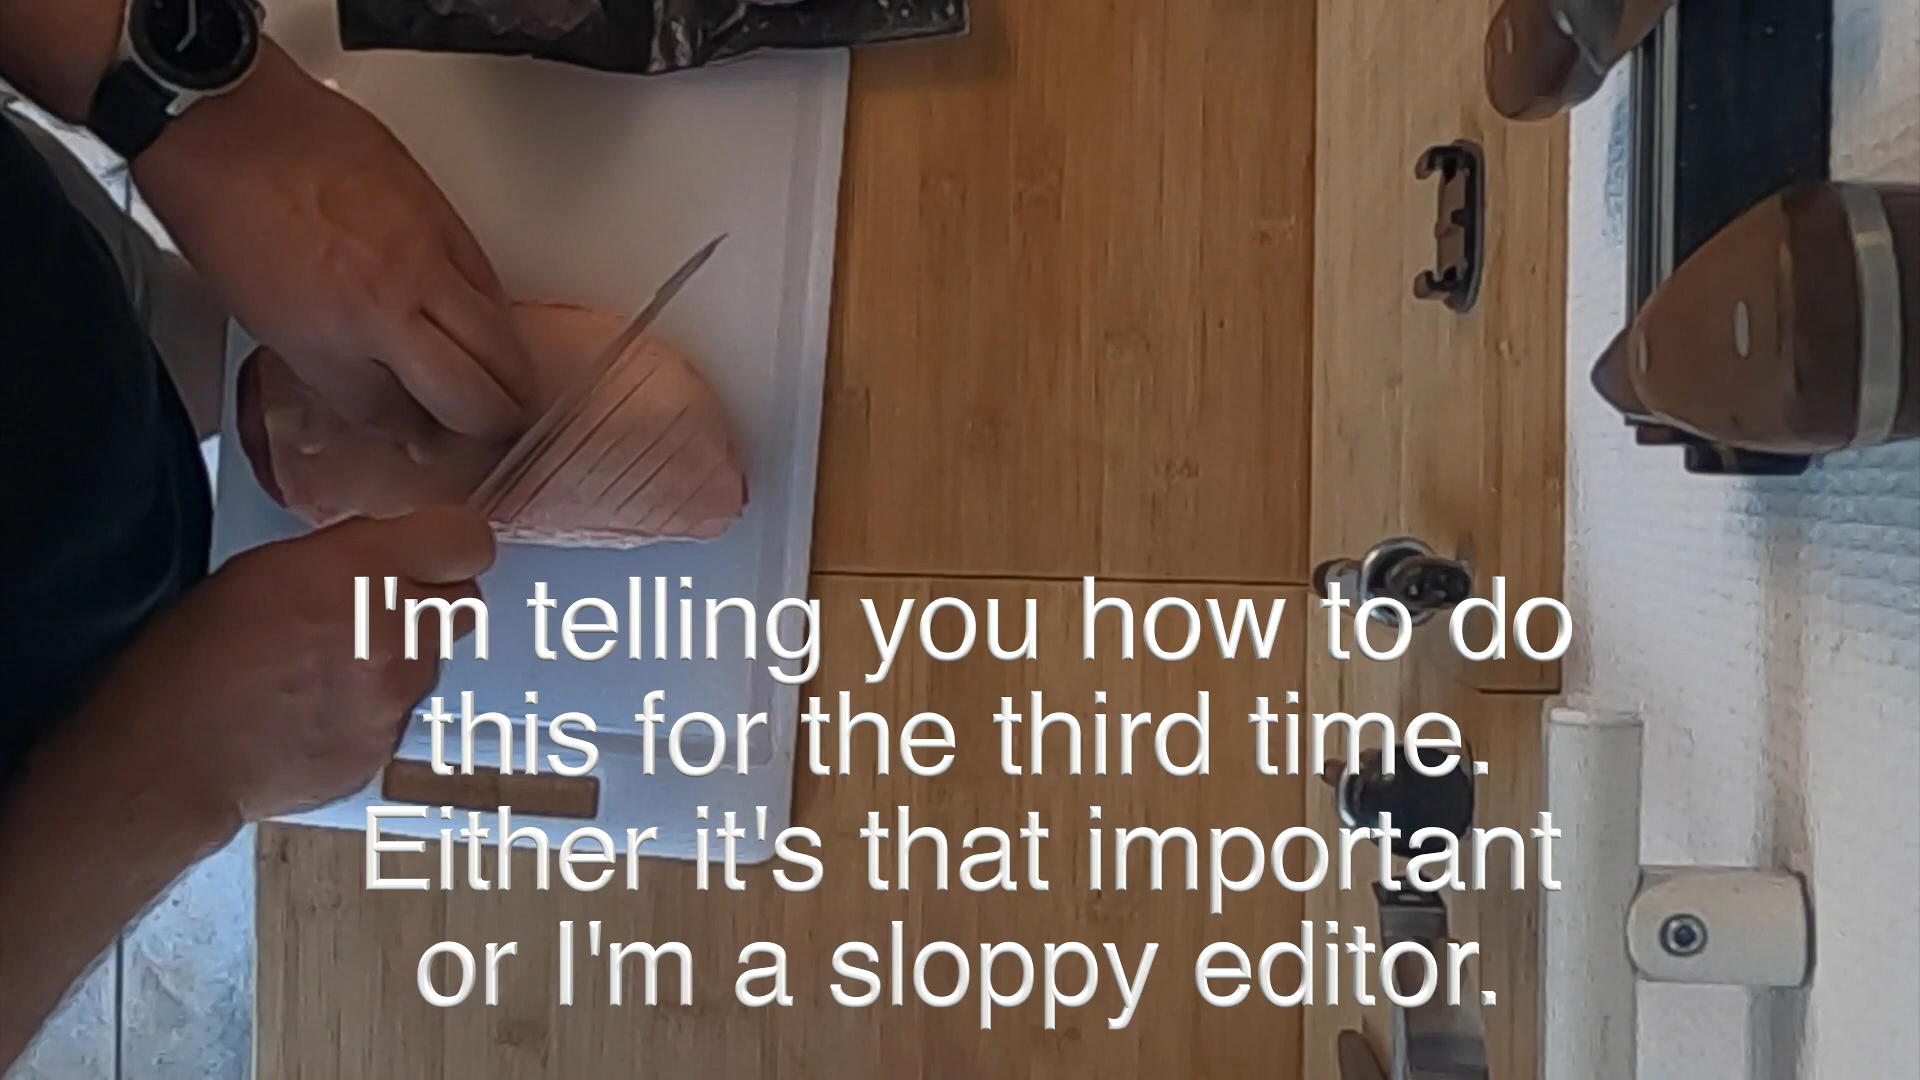 I'm telling you how to do
this for the third time.
Either it's that important
or I'm a sloppy editor.